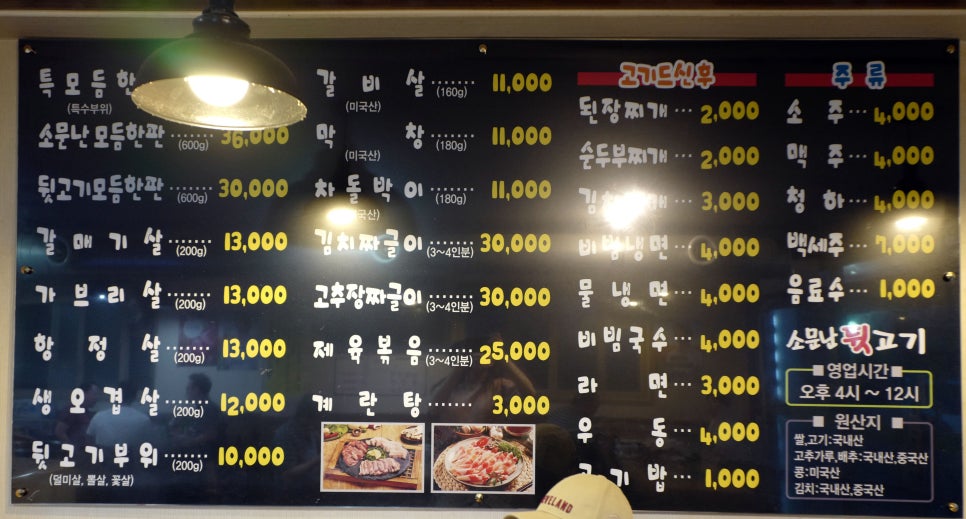 특모듬한
(특수부위)
소문난모듬한판 (600g) 36,000
뒷고기모듬한판 (600g) 30,000
갈매기살 (200g) 13,000
가브리살 (200g) 13,000
항정살 (200g) 13,000
생오겹살 (200g) 12,000
뒷고기부위 (200g) 10,000
(덜미살, 뽈살, 꽃살)
갈비살 (160g) 11,000
(미국산)
막창 (180g) 11,000
(미국산)
차돌박이 (180g) 11,000
국산)
김치짜글이 (3~4인분) 30,000
고추장짜글이 (3~4인분) 30,000
제육볶음 (3~4인분) 25,000
계란탕 3,000
고기드신후
된장찌개 2,000
순두부찌개 2,000
3,000
비빔냉면 4,000
물냉면 4,000
비빔국수 4,000
라면 3,000
우동 4,000
밥 1,000
주류
소주 4,000
맥주 4,000
청하 4,000
백세주 7,000
음료수 1,000
소문난 뒷고기
영업시간
오후 4시 ~ 12시
원산지
쌀,고기:국내산
고추가루,배추:국내산,중국산
콩:미국산
김치:국내산,중국산